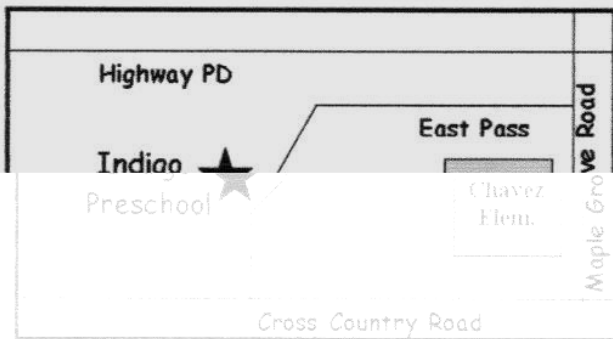 Highway PD
East Pass
Indigo
Preschool
Chavez
Elem.
Maple Grove Road
Cross Country Road